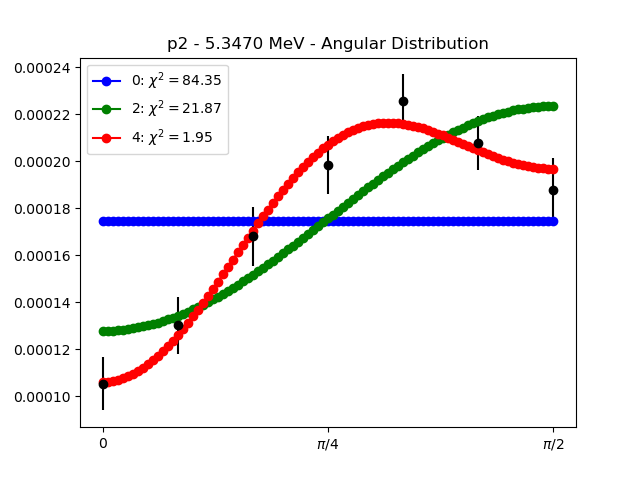 p2 - 5.3470 MeV - Angular Distribution
0.00024
0.00022
0.00020
0.00018
0.00016
0.00014
0.00012
0.00010
0: χ² = 84.35
2: χ² = 21.87
4: χ² = 1.95
0
π/4
π/2